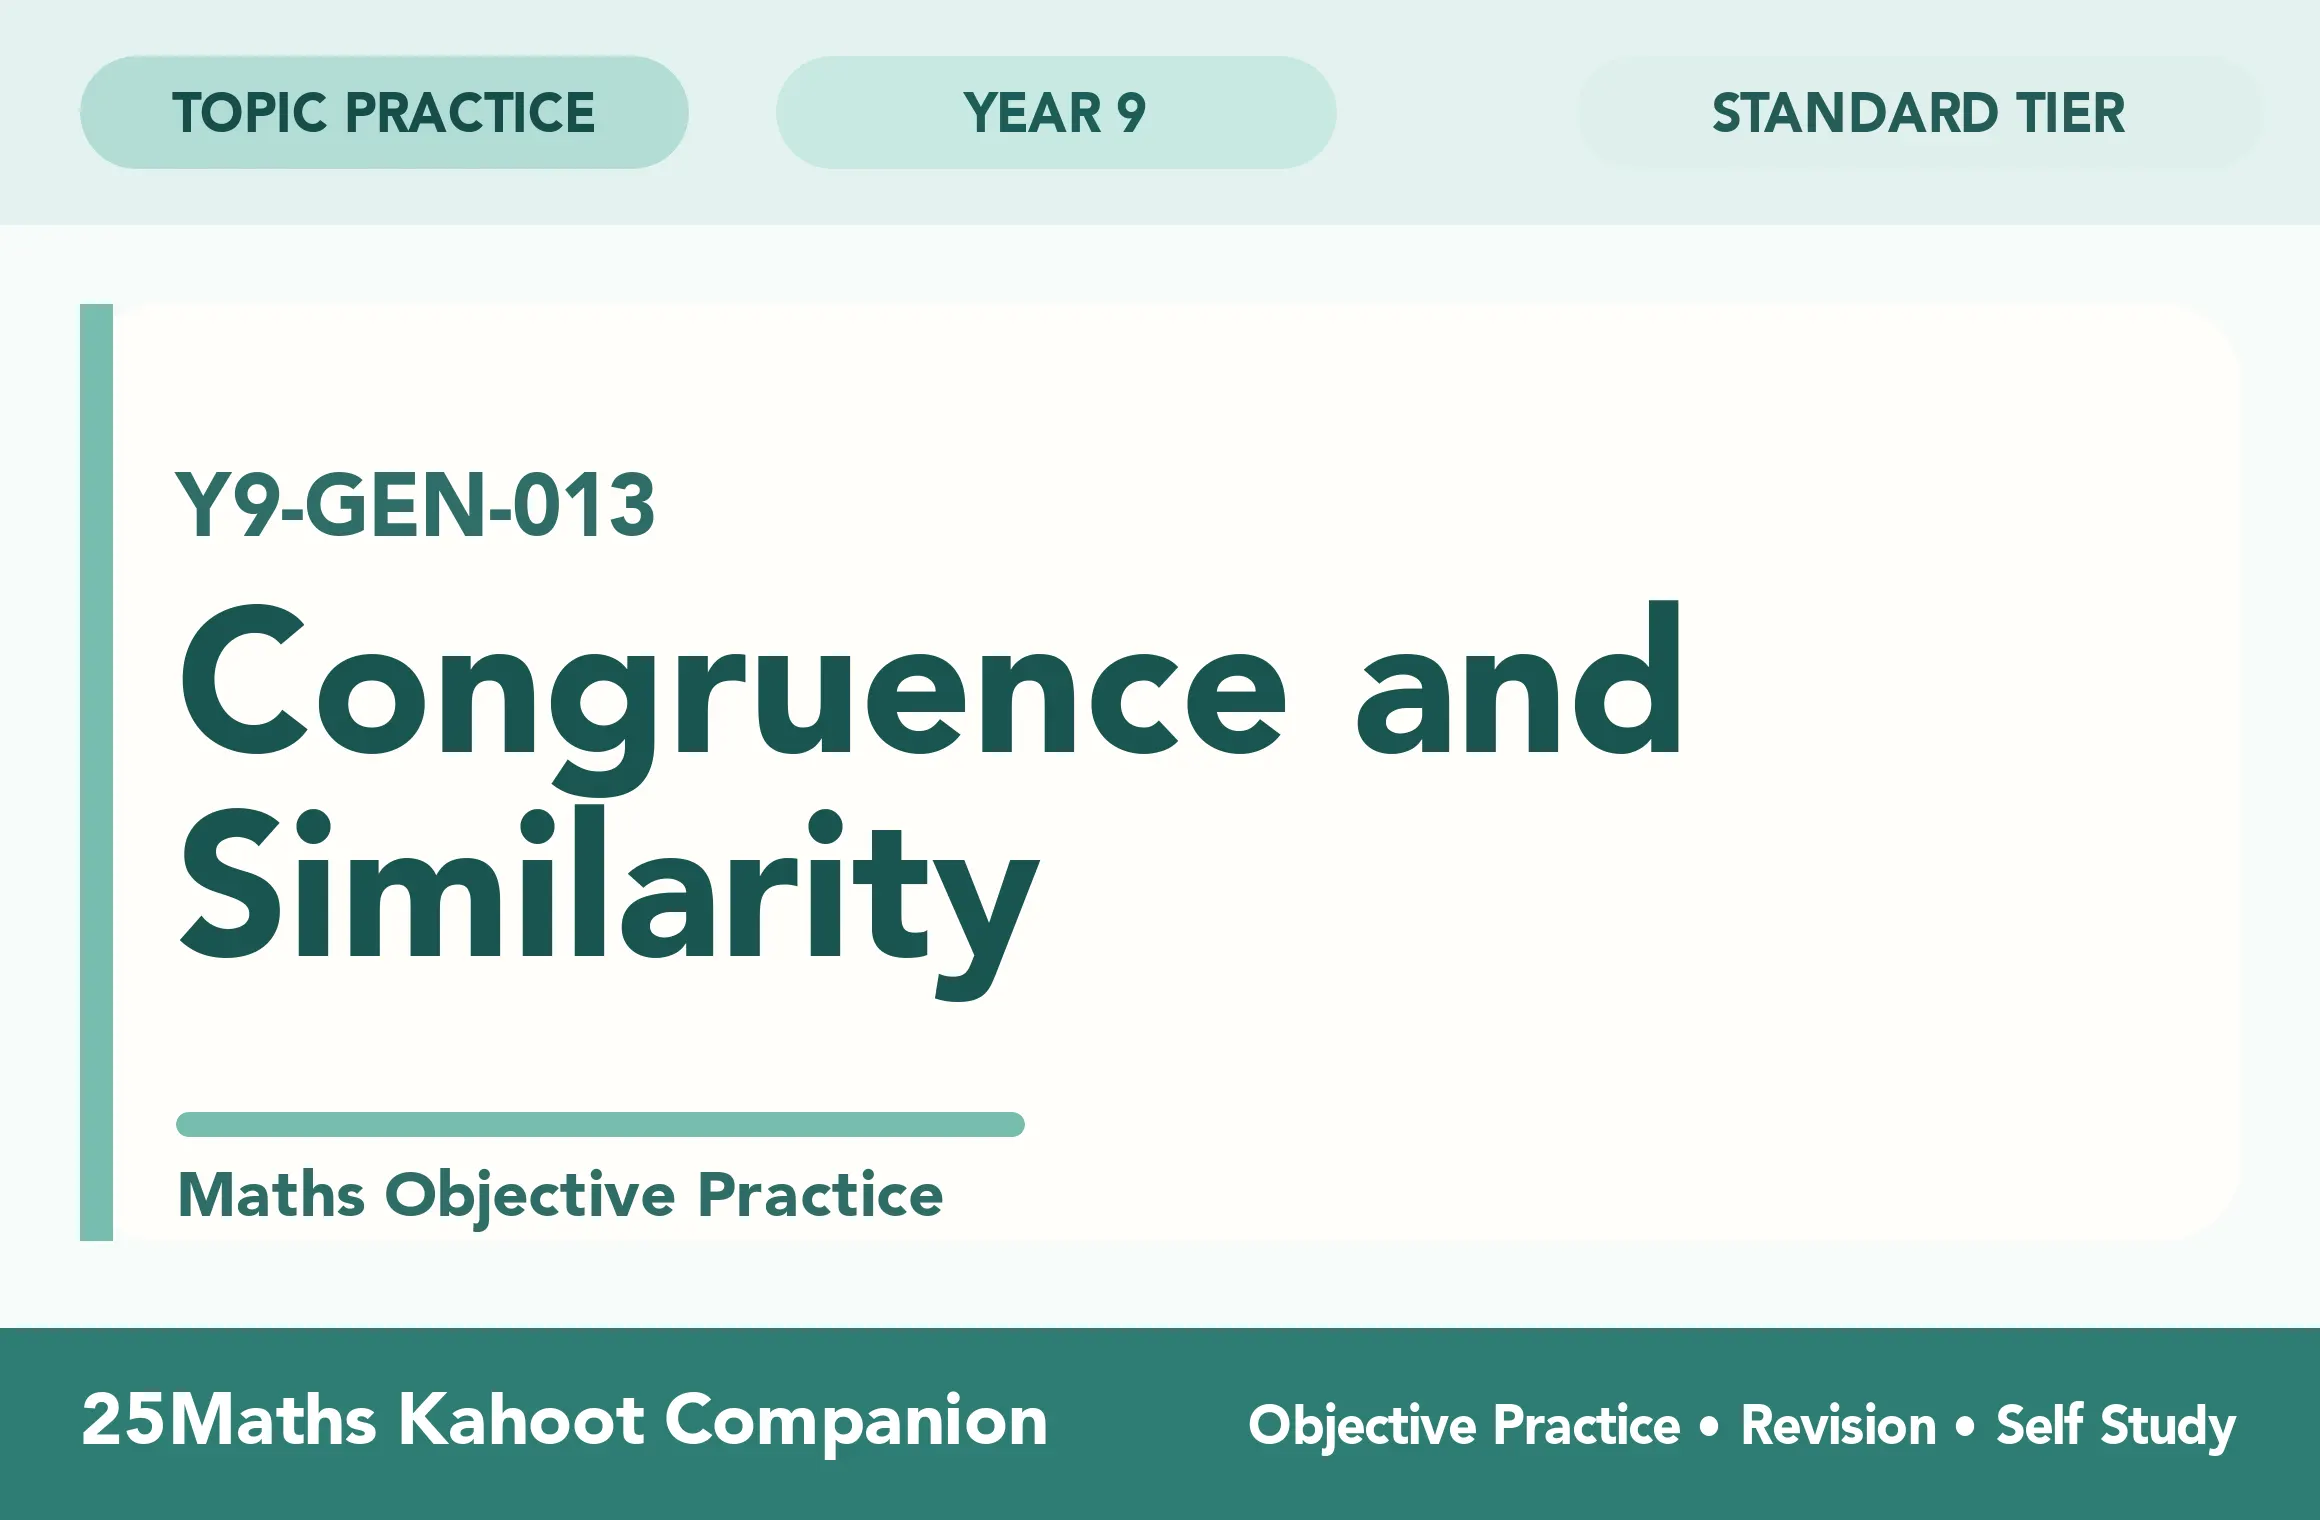 TOPIC PRACTICE
YEAR 9
STANDARD TIER
Y9-GEN-013
Congruence and
Similarity
Maths Objective Practice
25Maths Kahoot Companion
Objective Practice • Revision • Self Study